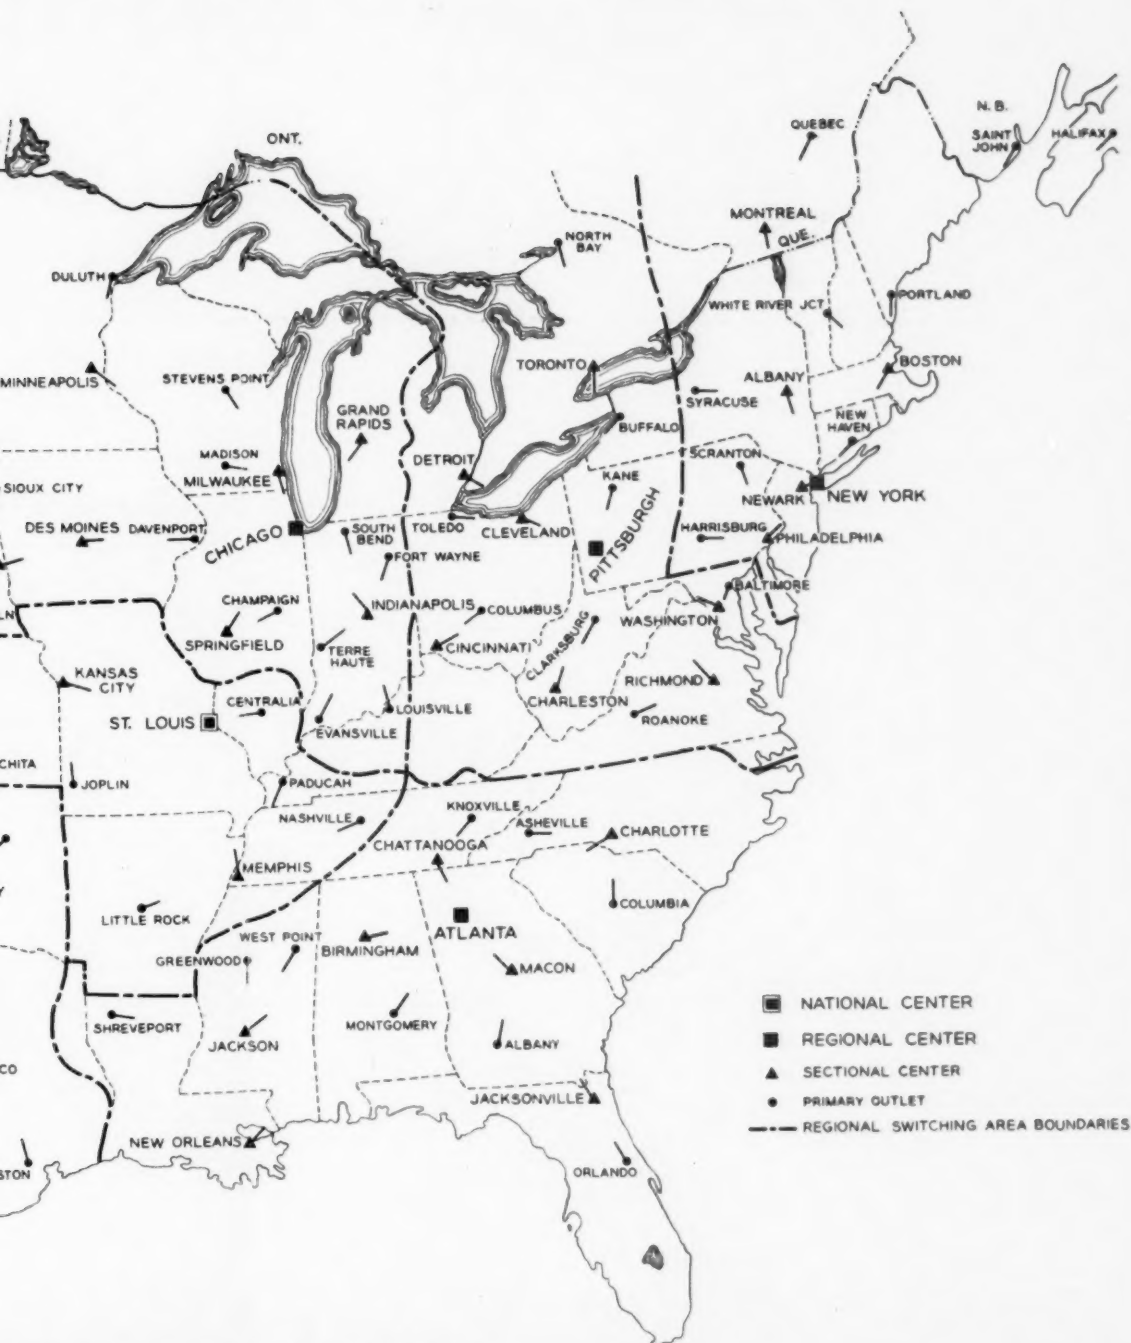 N. B.
QUEBEC
SAINT
JOHN
HALIFAX
ONT.
MONTREAL
QUE.
NORTH
BAY
DULUTH
WHITE RIVER JCT
PORTLAND
MINNEAPOLIS
STEVENS POINT
TORONTO
ALBANY
BOSTON
SYRACUSE
GRAND
RAPIDS
BUFFALO
NEW
HAVEN
MADISON
MILWAUKEE
DETROIT
SCRANTON
KANE
SIOUX CITY
NEWARK
NEW YORK
DES MOINES
DAVENPORT
CHICAGO
SOUTH
BEND
TOLEDO
CLEVELAND
PITTSBURGH
HARRISBURG
PHILADELPHIA
FORT WAYNE
BALTIMORE
CHAMPAIGN
INDIANAPOLIS
COLUMBUS
WASHINGTON
LN
SPRINGFIELD
TERRE
HAUTE
CINCINNATI
CLARKSBURG
KANSAS
CITY
RICHMOND
CHARLESTON
CENTRALIA
LOUISVILLE
ROANOKE
ST. LOUIS
EVANSVILLE
CHITA
JOPLIN
PADUCAH
NASHVILLE
KNOXVILLE
ASHEVILLE
CHARLOTTE
CHATTANOOGA
MEMPHIS
LITTLE ROCK
COLUMBIA
WEST POINT
BIRMINGHAM
ATLANTA
GREENWOOD
MACON
SHREVEPORT
MONTGOMERY
JACKSON
ALBANY
CO
JACKSONVILLE
NEW ORLEANS
STON
ORLANDO
NATIONAL CENTER
REGIONAL CENTER
SECTIONAL CENTER
PRIMARY OUTLET
REGIONAL SWITCHING AREA BOUNDARIES